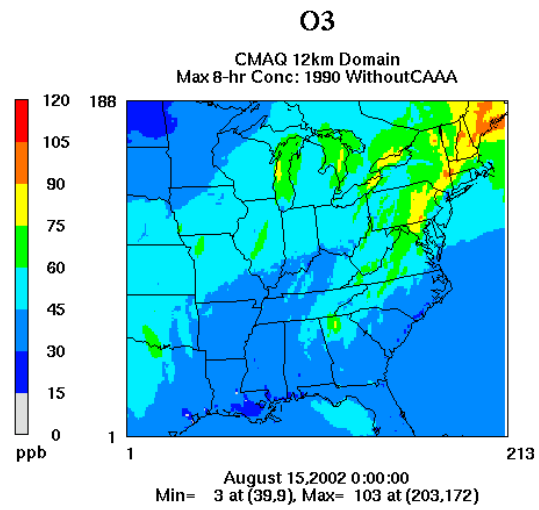 O3
CMAQ 12km Domain
Max 8-hr Conc: 1990 WithoutCAAA
120
105
90
75
60
45
30
15
0
ppb
188
1
1
213
August 15,2002 0:00:00
Min= 3 at (39,9), Max= 103 at (203,172)